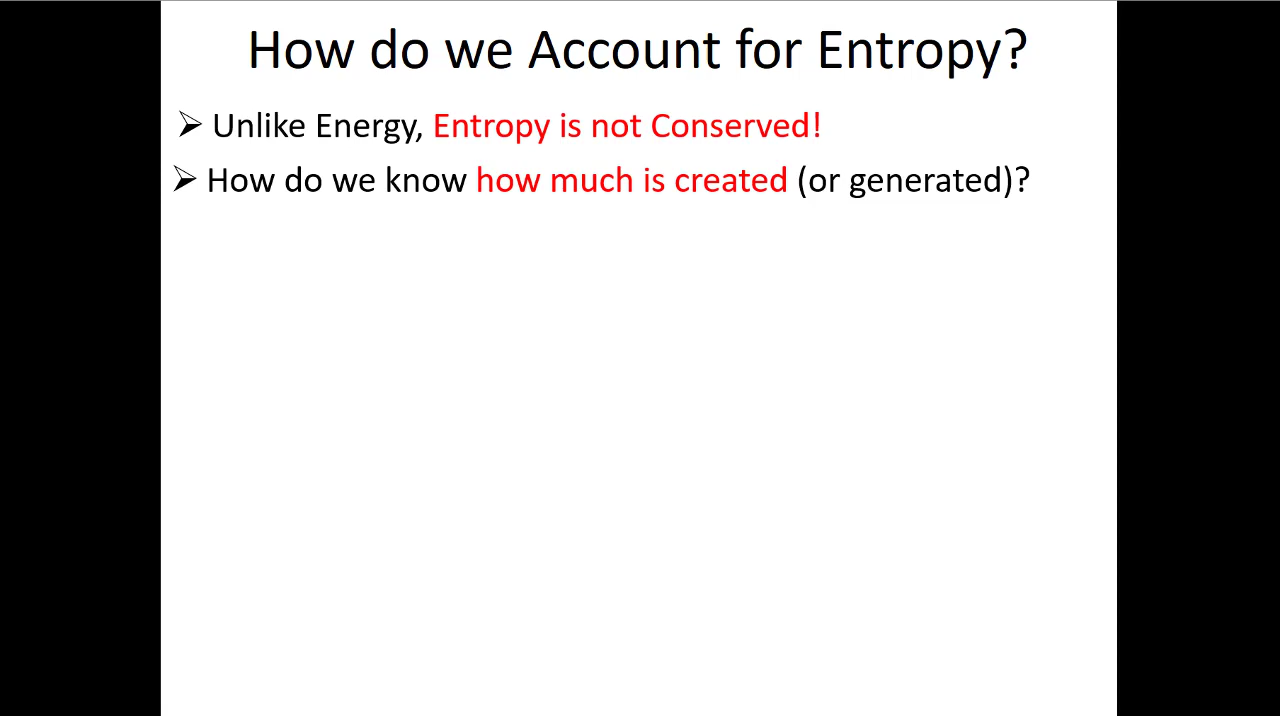 How do we Account for Entropy?
➢ Unlike Energy, Entropy is not Conserved!
➢ How do we know how much is created (or generated)?